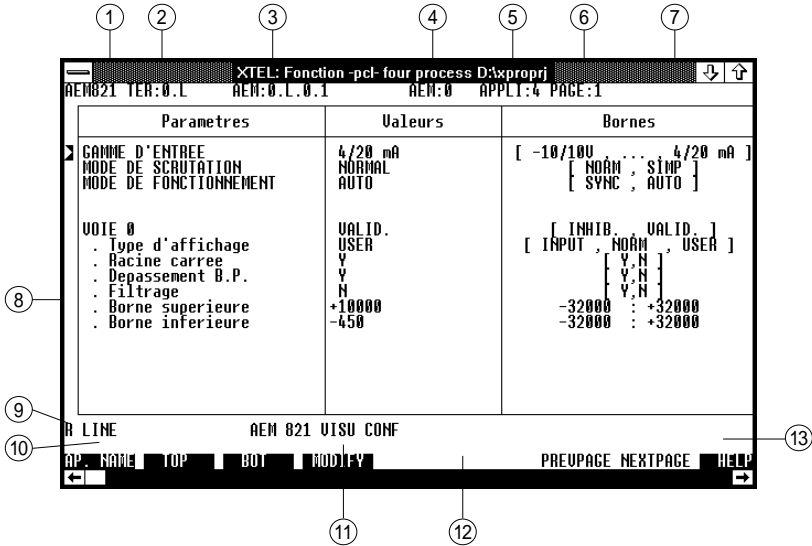 1 2 3 4 5 6 7
XTEL: Fonction -pcl- four process D:\xproprj
AEM821 TER:0.L AEM:0.L.0.1 AEM:0 APPLI:4 PAGE:1
Parametres Valeurs Bornes
GAMME D'ENTREE 4/20 mA [ -10/10V , ... , 4/20 mA ]
MODE DE SCRUTATION NORMAL [ NORM , SIMP ]
MODE DE FONCTIONNEMENT AUTO [ SYNC , AUTO ]
VOIE 0 VALID. [ INHIB. , VALID. ]
. Type d'affichage USER [ INPUT , NORM , USER ]
. Racine carree Y [ Y,N ]
. Depassement B.P. Y [ Y,N ]
. Filtrage N [ Y,N ]
8
. Borne superieure +10000 -32000 : +32000
. Borne inferieure -450 -32000 : +32000
9
R LINE AEM 821 VISU CONF
10 13
AP. NAME TOP BOT MODIFY PREVPAGE NEXTPAGE HELP
11 12